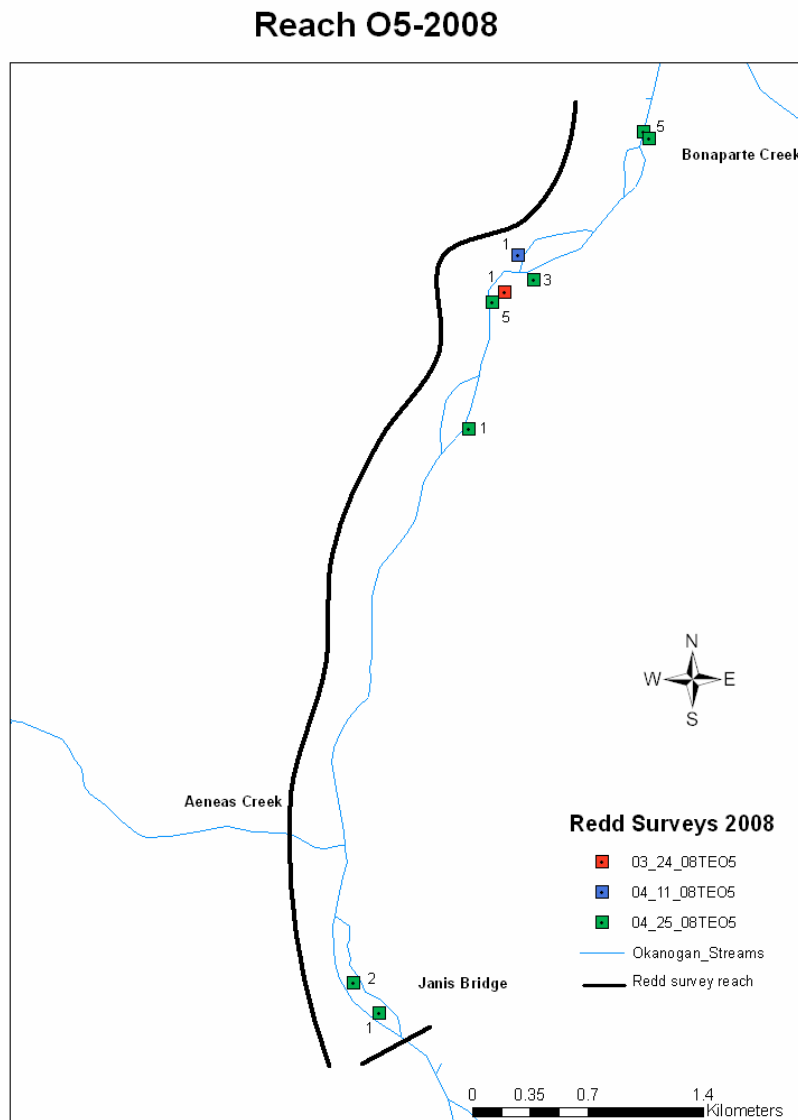 Reach O5-2008
5
Bonaparte Creek
1
1
3
5
1
N
W E
S
Aeneas Creek
Redd Surveys 2008
03_24_08TEO5
04_11_08TEO5
04_25_08TEO5
Okanogan_Streams
Redd survey reach
2
Janis Bridge
1
0 0.35 0.7 1.4
Kilometers